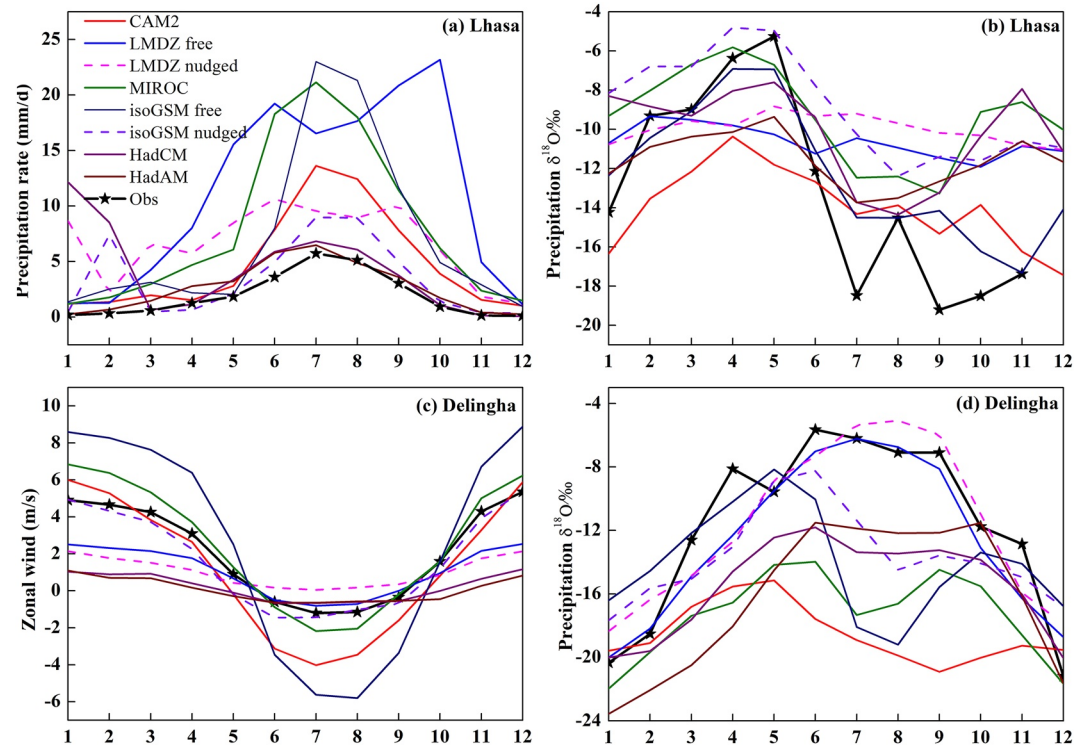 (a) Lhasa
CAM2
LMDZ free
LMDZ nudged
MIROC
isoGSM free
isoGSM nudged
HadCM
HadAM
Obs
Precipitation rate (mm/d)
25
20
15
10
5
0
1 2 3 4 5 6 7 8 9 10 11 12
(b) Lhasa
Precipitation δ18O/‰
-4
-6
-8
-10
-12
-14
-16
-18
-20
1 2 3 4 5 6 7 8 9 10 11 12
(c) Delingha
Zonal wind (m/s)
10
8
6
4
2
0
-2
-4
-6
1 2 3 4 5 6 7 8 9 10 11 12
(d) Delingha
Precipitation δ18O/‰
-4
-8
-12
-16
-20
-24
1 2 3 4 5 6 7 8 9 10 11 12